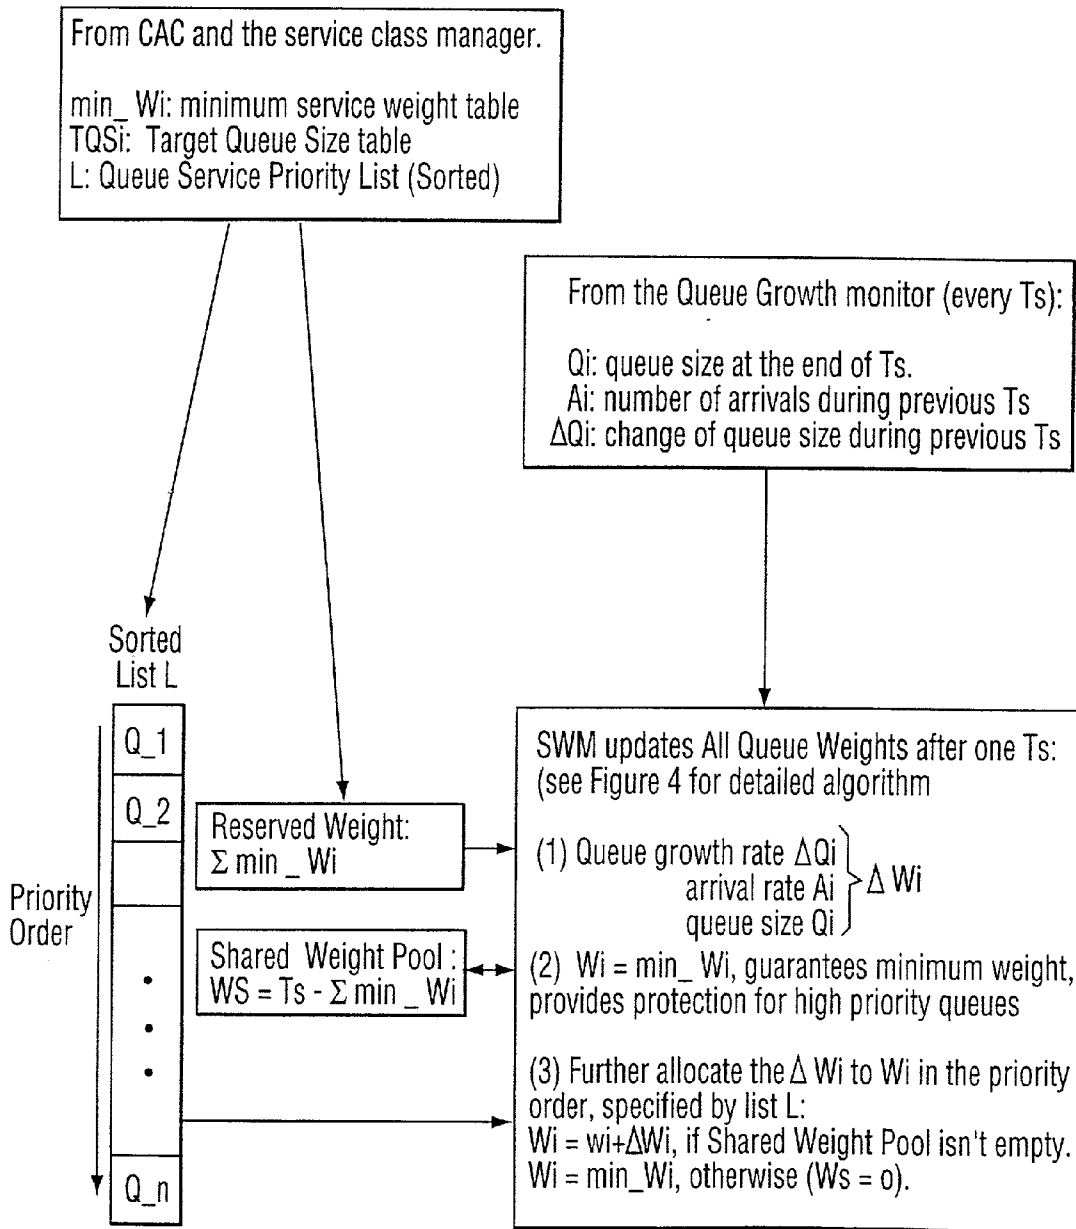 From CAC and the service class manager.
min_ Wi: minimum service weight table
TQSi: Target Queue Size table
L: Queue Service Priority List (Sorted)
From the Queue Growth monitor (every Ts):
Qi: queue size at the end of Ts.
Ai: number of arrivals during previous Ts
ΔQi: change of queue size during previous Ts
Sorted
List L
Q_1
Q_2
Q_n
Priority
Order
Reserved Weight:
Σ min _ Wi
Shared Weight Pool :
WS = Ts - Σ min _ Wi
SWM updates All Queue Weights after one Ts:
(see Figure 4 for detailed algorithm
(1) Queue growth rate ΔQi
arrival rate Ai
queue size Qi
Δ Wi
(2) Wi = min_ Wi, guarantees minimum weight,
provides protection for high priority queues
(3) Further allocate the Δ Wi to Wi in the priority
order, specified by list L:
Wi = wi+ΔWi, if Shared Weight Pool isn't empty.
Wi = min_Wi, otherwise (Ws = o).